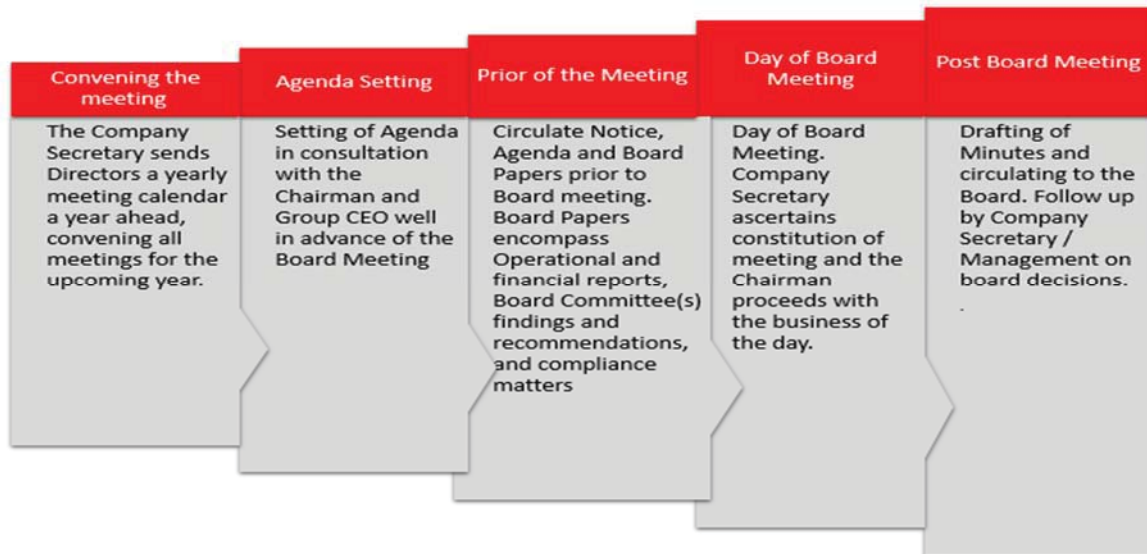 Convening the
meeting
The Company
Secretary sends
Directors a yearly
meeting calendar
a year ahead,
convening all
meetings for the
upcoming year.
Agenda Setting
Setting of Agenda
in consultation
with the
Chairman and
Group CEO well
in advance of the
Board Meeting
Prior of the Meeting
Circulate Notice,
Agenda and Board
Papers prior to
Board meeting.
Board Papers
encompass
Operational and
financial reports,
Board Committee(s)
findings and
recommendations,
and compliance
matters
Day of Board
Meeting
Day of Board
Meeting.
Company
Secretary
ascertains
constitution of
meeting and the
Chairman
proceeds with
the business of
the day.
Post Board Meeting
Drafting of
Minutes and
circulating to the
Board. Follow up
by Company
Secretary /
Management on
board decisions.
.